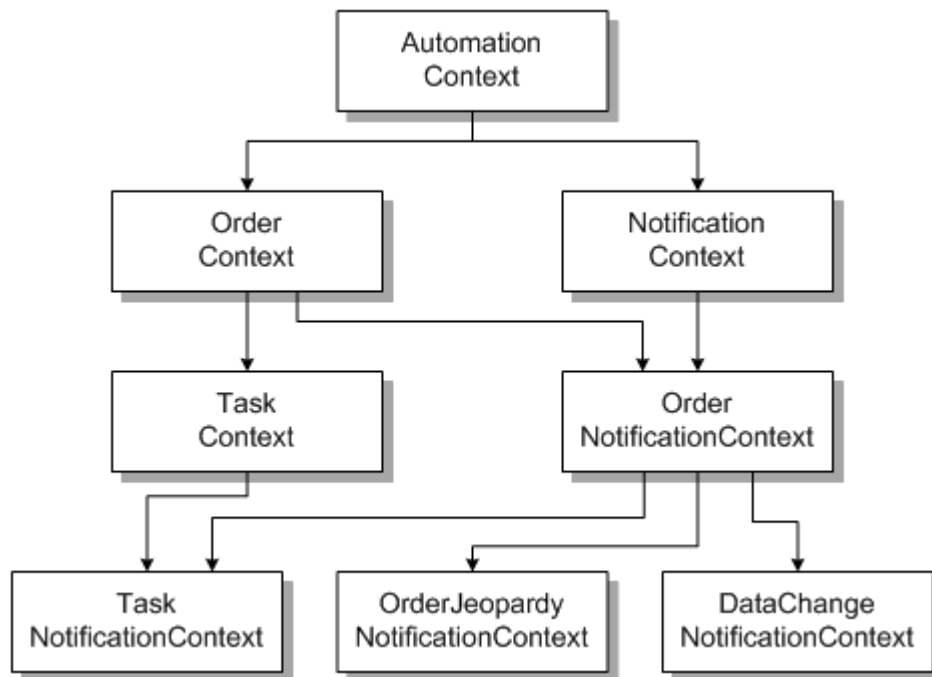 Automation
Context
Order
Context
Notification
Context
Task
Context
Order
NotificationContext
Task
NotificationContext
OrderJeopardy
NotificationContext
DataChange
NotificationContext